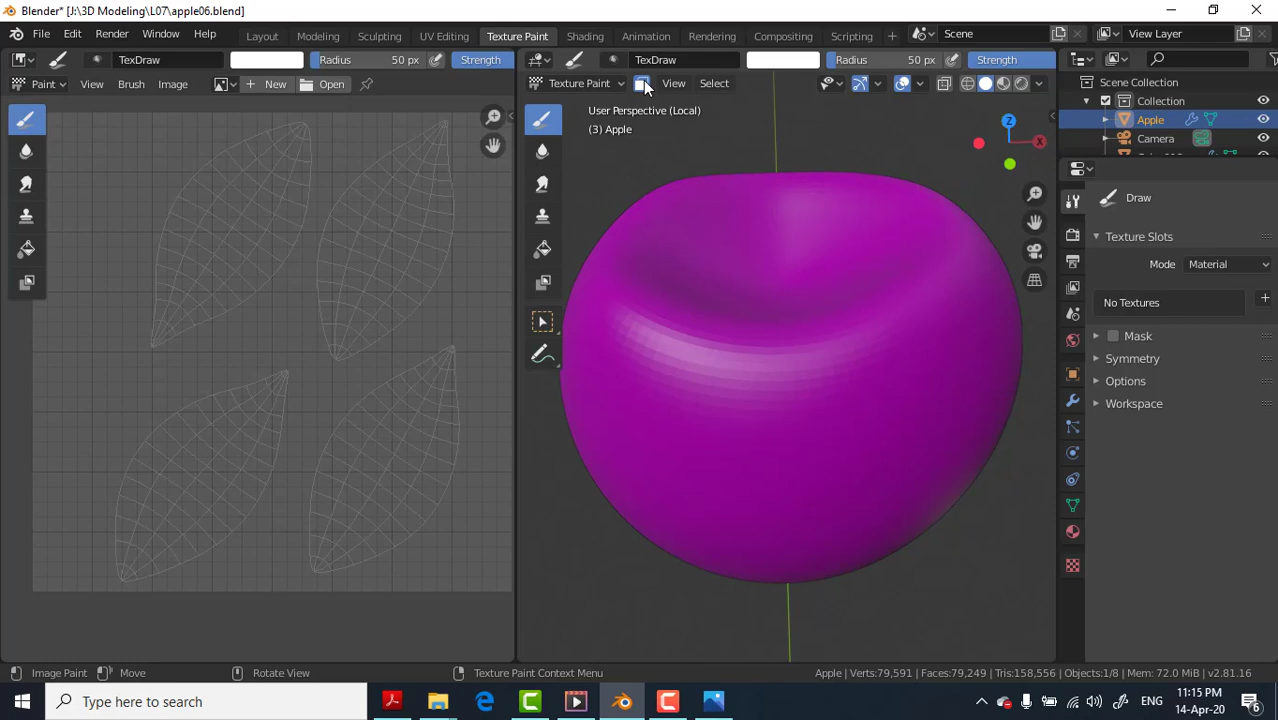 Blender* [J:\3D Modeling\L07\apple06.blend]
File Edit Render Window Help
Layout Modeling Sculpting UV Editing Texture Paint Shading Animation Rendering Compositing Scripting + Scene View Layer
TexDraw Radius 50 px Strength
Paint View Brush Mask Image + New Open
TexDraw Radius 50 px Strength
Texture Paint View Select
User Perspective (Local)
(3) Apple
Z
X
Scene Collection
Collection
Apple
Camera
Draw
Texture Slots
Mode Material
No Textures +
Mask
Symmetry
Options
Workspace
Image Paint Move Rotate View Texture Paint Context Menu Apple | Verts:79,591 | Faces:79,249 | Tris:158,556 | Objects:1/8 | Mem: 72.0 MiB | v2.81.16
Type here to search
ENG
11:15 PM
14-Apr-20
6